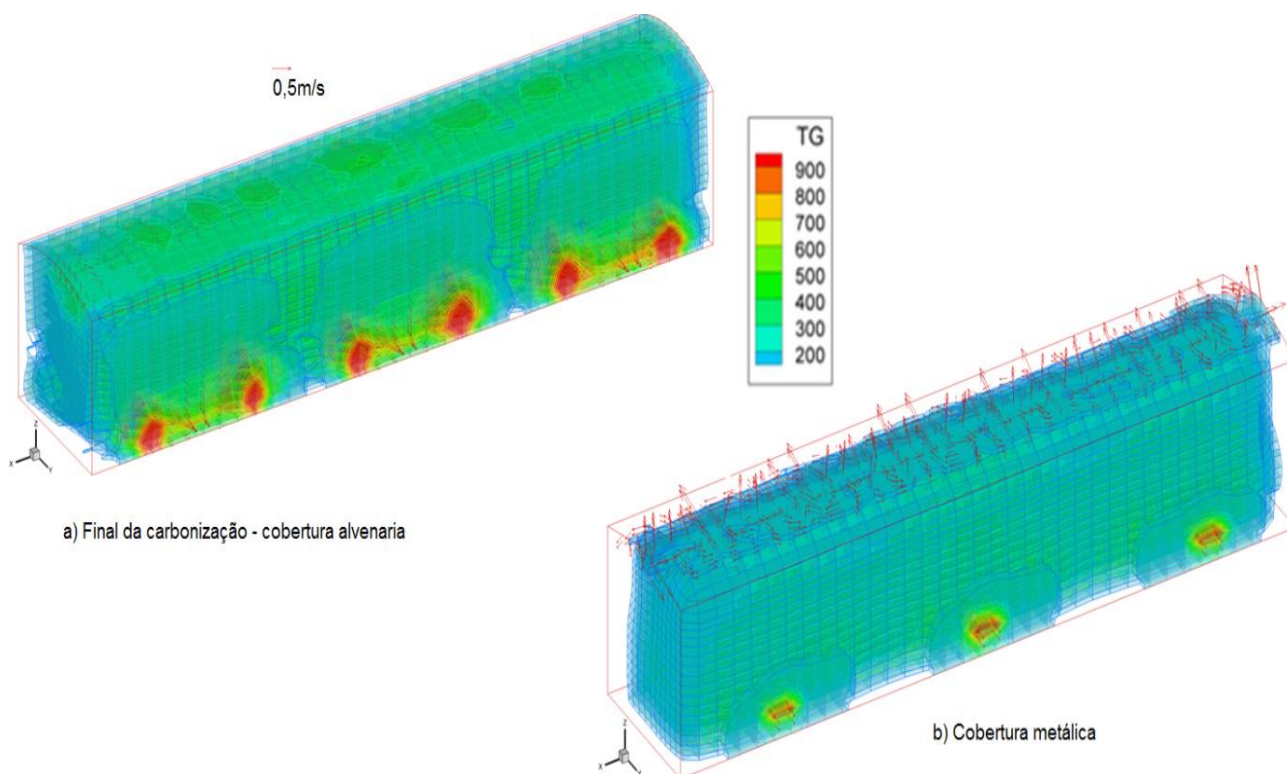 0,5m/s
TG
900
800
700
600
500
400
300
200
z
x
y
a) Final da carbonização - cobertura alvenaria
z
x
y
b) Cobertura metálica